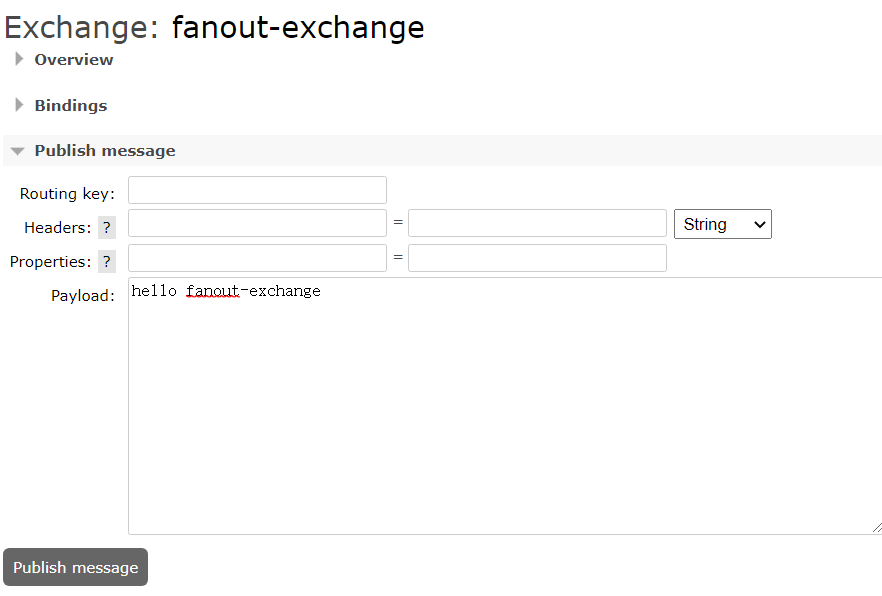 Exchange: fanout-exchange
Overview
Bindings
Publish message
Routing key:
Headers: ? = String
Properties: ? =
Payload: hello fanout-exchange
Publish message